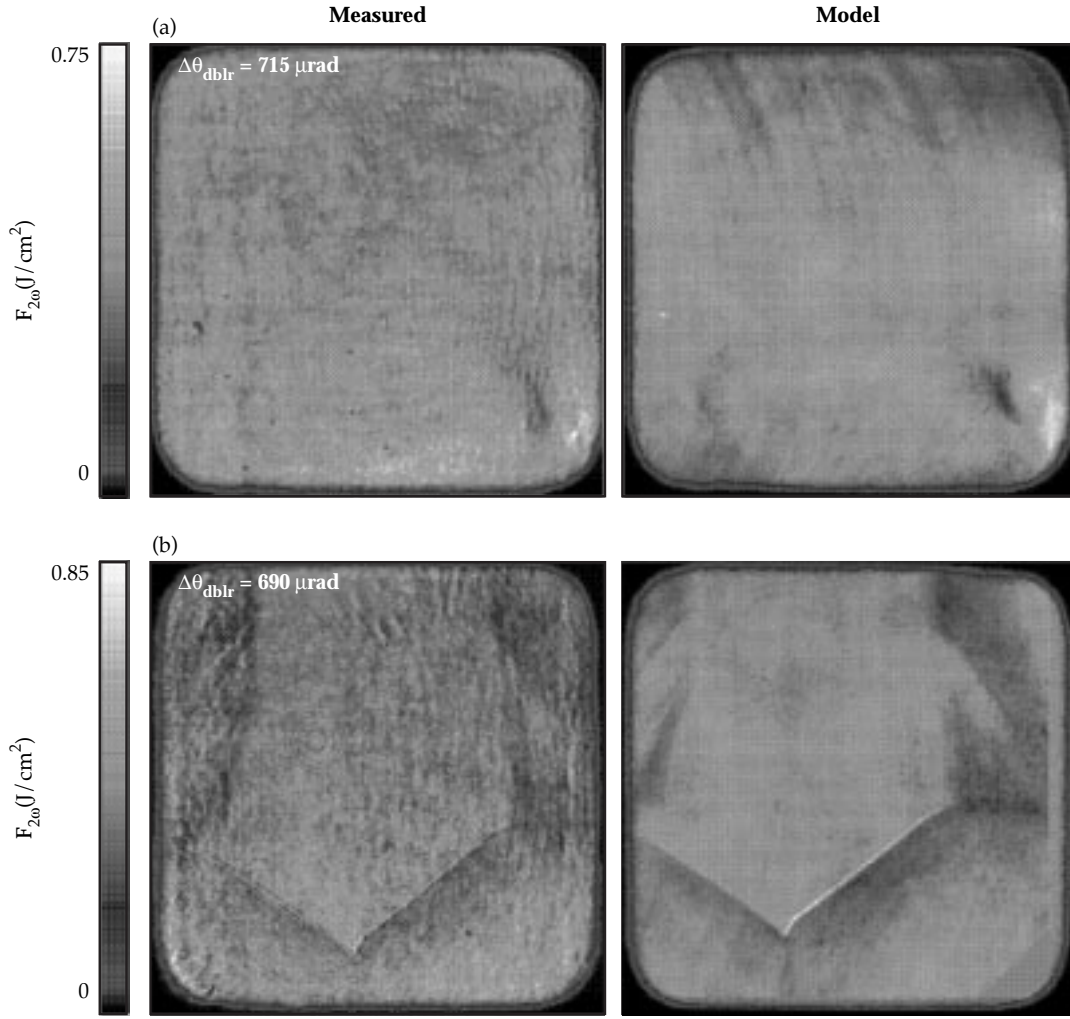 Measured
Model
(a)
0.75
Δθdblr = 715 μrad
F2ω(J/cm²)
0
(b)
0.85
Δθdblr = 690 μrad
F2ω(J/cm²)
0